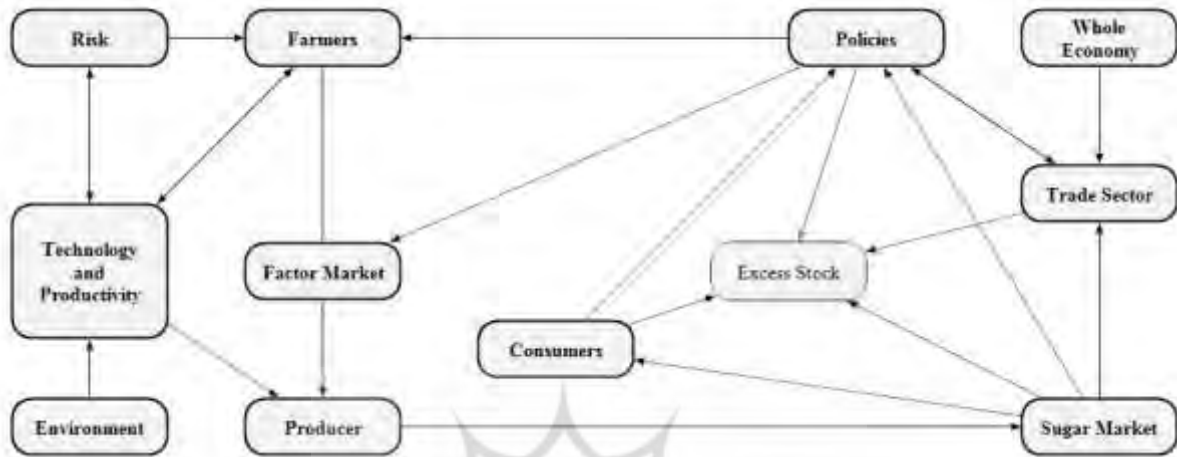 Risk
Farmers
Policies
Whole
Economy
Technology
and
Productivity
Factor Market
Excess Stock
Trade Sector
Consumers
Environment
Producer
Sugar Market